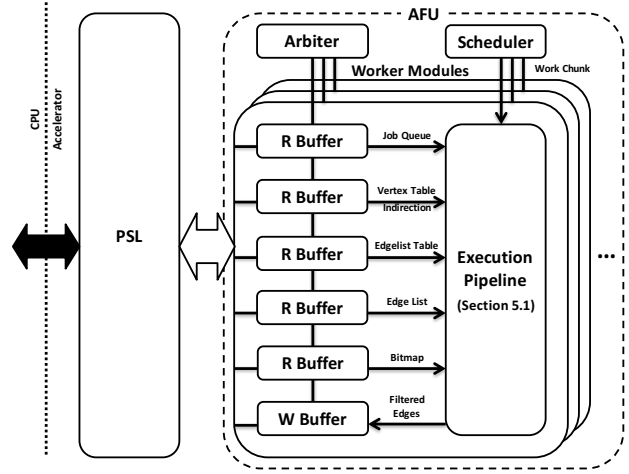 AFU
Arbiter
Scheduler
Worker Modules
Work Chunk
CPU
Accelerator
PSL
R Buffer
Job Queue
R Buffer
Vertex Table
Indirection
R Buffer
Edgelist Table
Execution
Pipeline
(Section 5.1)
...
R Buffer
Edge List
R Buffer
Bitmap
W Buffer
Filtered
Edges